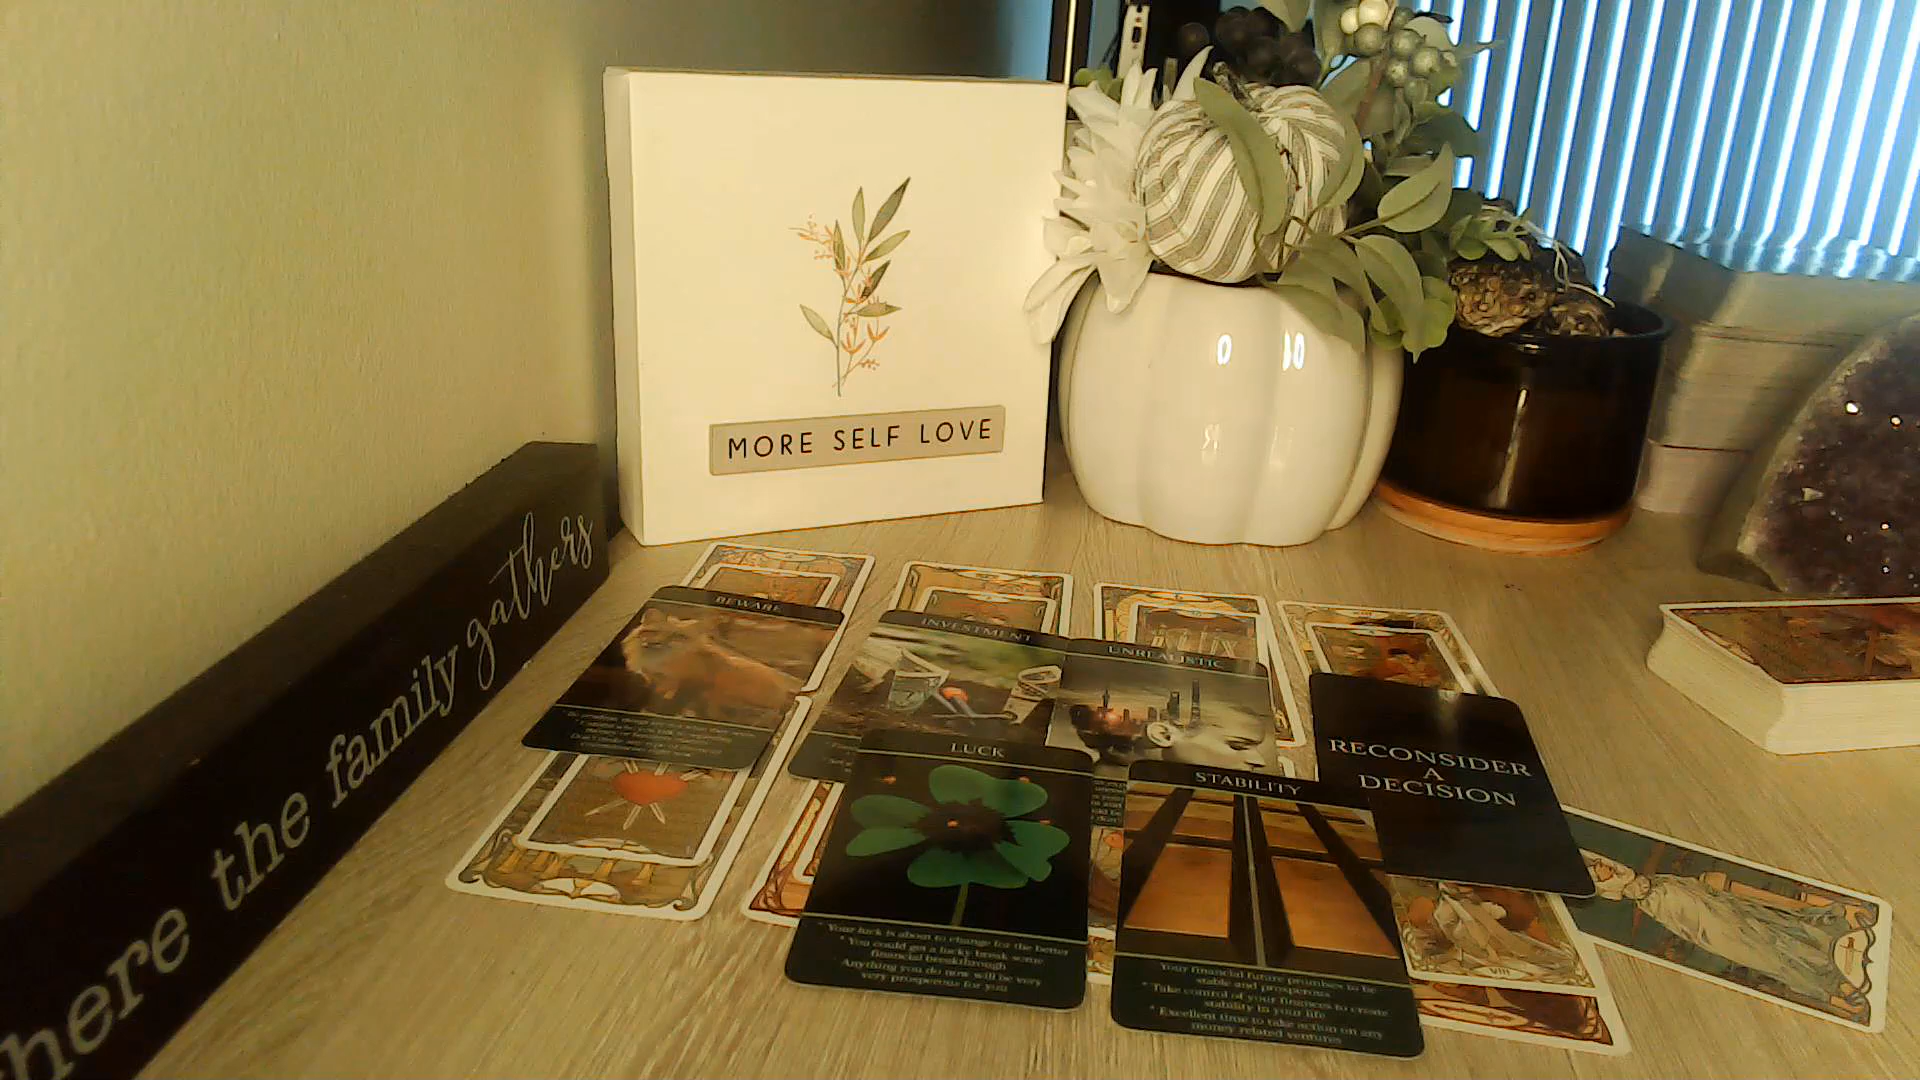 MORE SELF LOVE
here the family gathers
BEWARE
INVESTMENT
UNREALISTIC
LUCK
Your luck is about to change for the better
* You could get a lucky break some
financial breakthrough
Anything you do now will be very
very prosperous for you
STABILITY
Your financial future promises to be
stable and prosperous
* Take control of your finances to create
stability in your life
* Excellent time to take action on any
money related ventures
RECONSIDER
A
DECISION
VIII